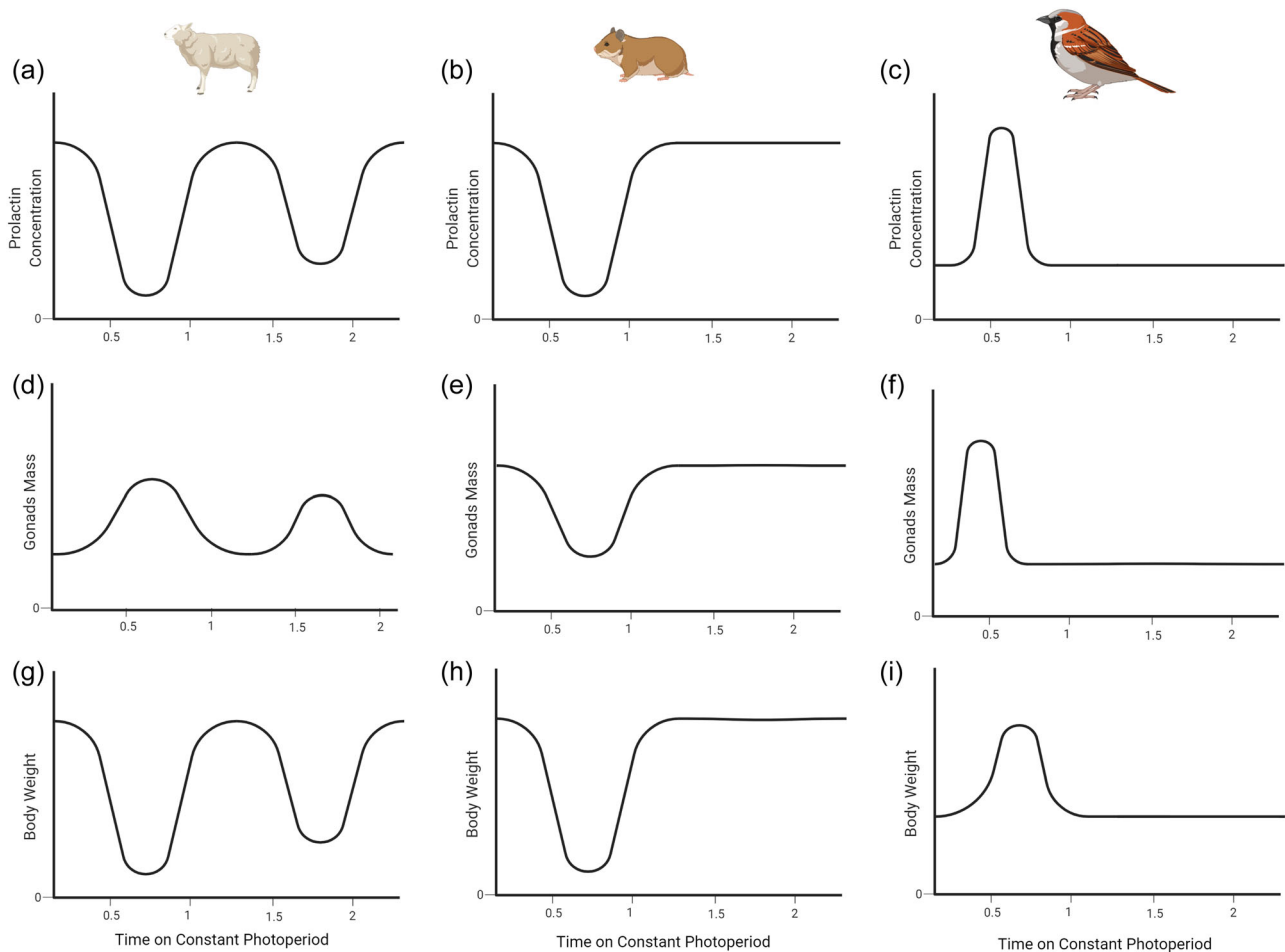 (a)
(b)
(c)
Prolactin
Concentration
0
0.5 1 1.5 2
Prolactin
Concentration
0
0.5 1 1.5 2
Prolactin
Concentration
0
0.5 1 1.5 2
(d)
(e)
(f)
Gonads Mass
0
0.5 1 1.5 2
Gonads Mass
0
0.5 1 1.5 2
Gonads Mass
0
0.5 1 1.5 2
(g)
(h)
(i)
Body Weight
0
0.5 1 1.5 2
Time on Constant Photoperiod
Body Weight
0
0.5 1 1.5 2
Time on Constant Photoperiod
Body Weight
0
0.5 1 1.5 2
Time on Constant Photoperiod